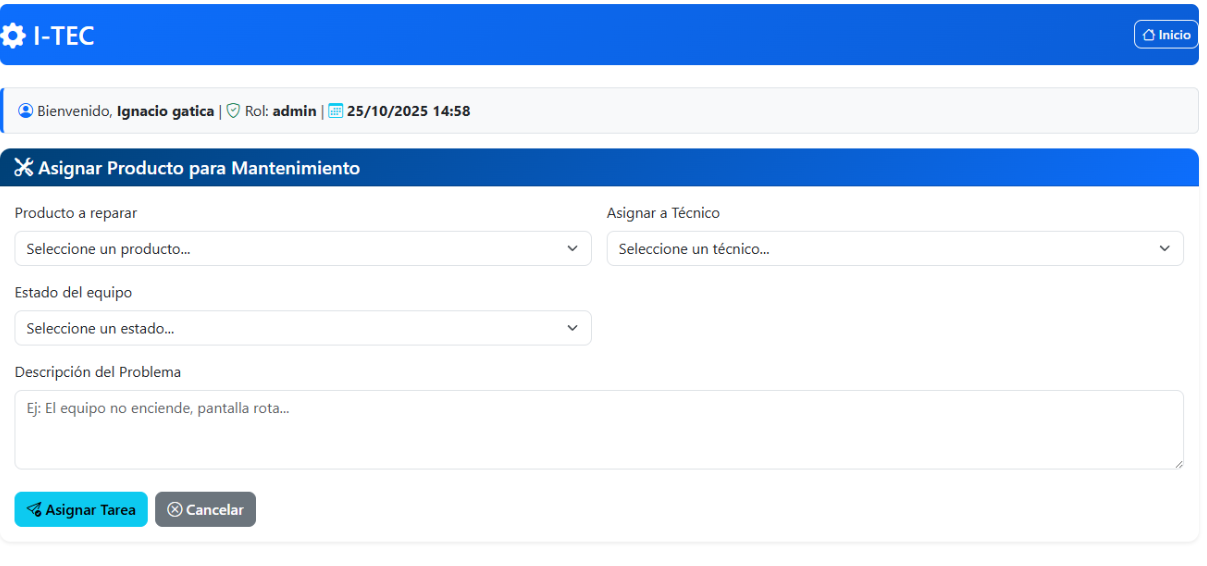 I-TEC
Inicio
Bienvenido, Ignacio gatica | Rol: admin | 25/10/2025 14:58
Asignar Producto para Mantenimiento
Producto a reparar
Asignar a Técnico
Seleccione un producto...
Seleccione un técnico...
Estado del equipo
Seleccione un estado...
Descripción del Problema
Ej: El equipo no enciende, pantalla rota...
Asignar Tarea
Cancelar